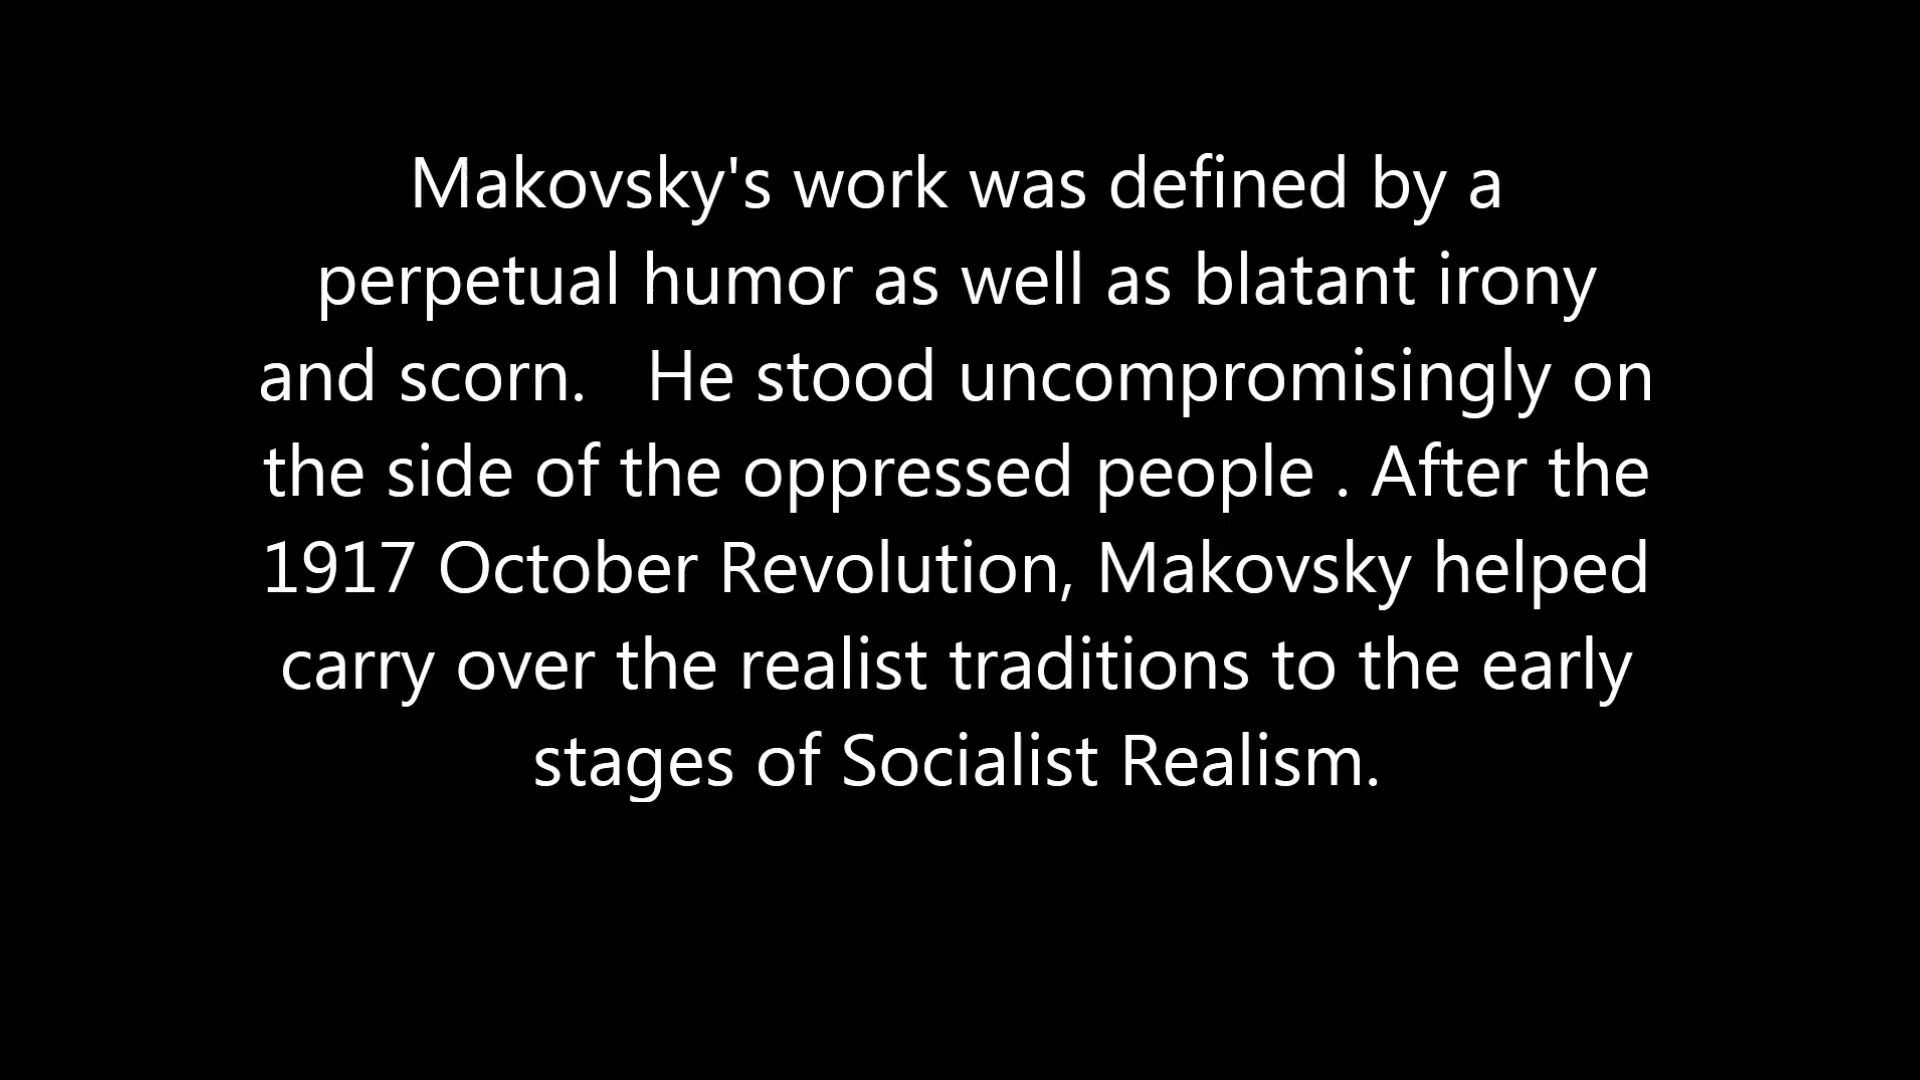 Makovsky's work was defined by a
perpetual humor as well as blatant irony
and scorn.   He stood uncompromisingly on
the side of the oppressed people . After the
1917 October Revolution, Makovsky helped
carry over the realist traditions to the early
stages of Socialist Realism.